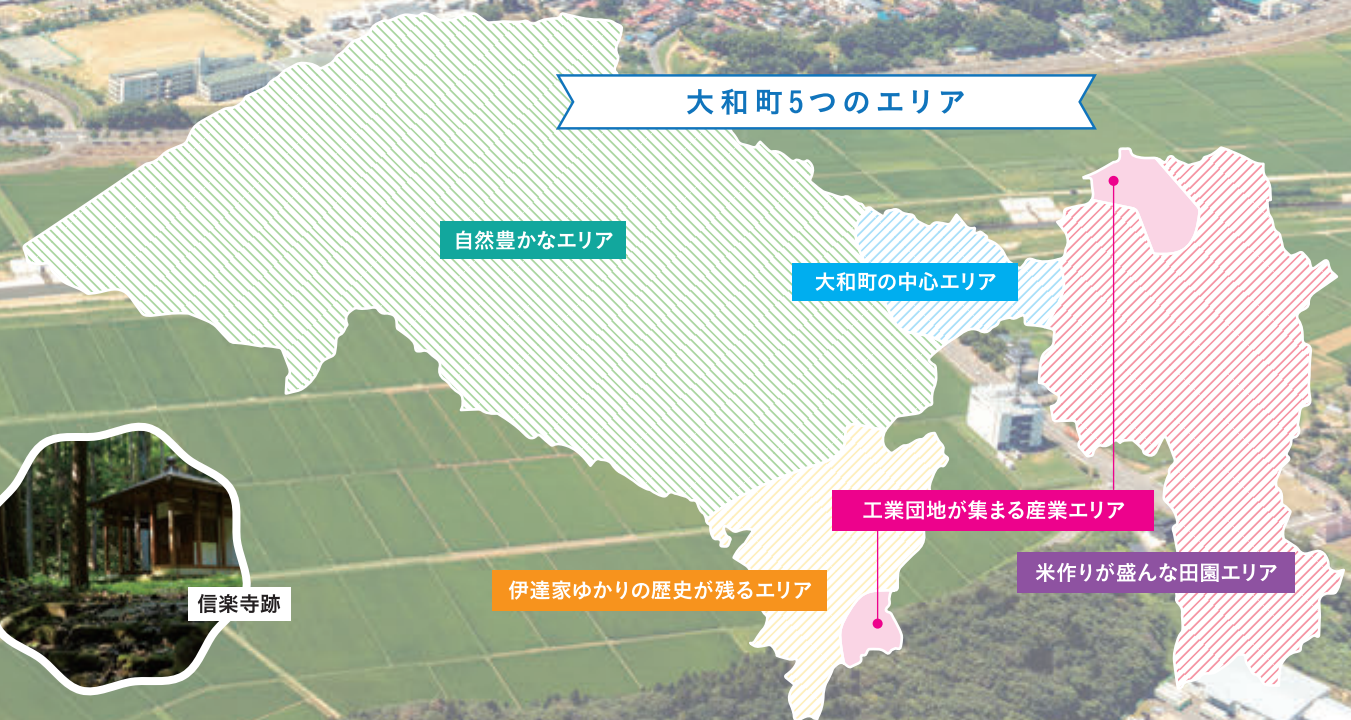 大和町5つのエリア
自然豊かなエリア
大和町の中心エリア
工業団地が集まる産業エリア
米作りが盛んな田園エリア
伊達家ゆかりの歴史が残るエリア
信楽寺跡